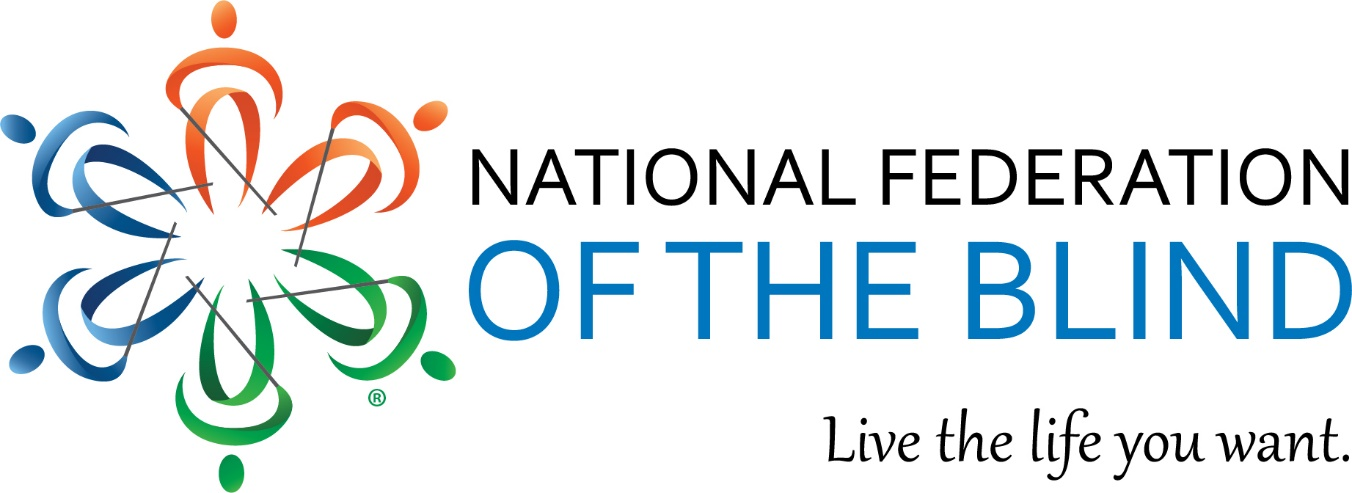 NATIONAL FEDERATION
OF THE BLIND
®
Live the life you want.